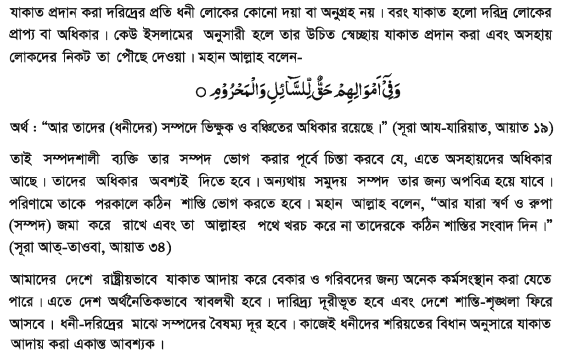 যাকাত প্রদান করা দরিদ্রের প্রতি ধনী লোকের কোনো দয়া বা অনুগ্রহ নয়। বরং যাকাত হলো দরিদ্র লোকের
প্রাপ্য বা অধিকার। কেউ ইসলামের অনুসারী হলে তার উচিত স্বেচ্ছায় যাকাত প্রদান করা এবং অসহায়
লোকদের নিকট তা পৌঁছে দেওয়া। মহান আল্লাহ বলেন-
وَفِيْٓ اَمْوَالِهِمْ حَقٌّ لِّلسَّآئِلِ وَالْمَحْرُوْمِ ○
অর্থ : “আর তাদের (ধনীদের) সম্পদে ভিক্ষুক ও বঞ্চিতের অধিকার রয়েছে।” (সূরা আয-যারিয়াত, আয়াত ১৯)
তাই সম্পদশালী ব্যক্তি তার সম্পদ ভোগ করার পূর্বে চিন্তা করবে যে, এতে অসহায়দের অধিকার
আছে। তাদের অধিকার অবশ্যই দিতে হবে। অন্যথায় সমুদয় সম্পদ তার জন্য অপবিত্র হয়ে যাবে।
পরিণামে তাকে পরকালে কঠিন শাস্তি ভোগ করতে হবে। মহান আল্লাহ বলেন, “আর যারা স্বর্ণ ও রুপা
(সম্পদ) জমা করে রাখে এবং তা আল্লাহর পথে খরচ করে না তাদেরকে কঠিন শাস্তির সংবাদ দিন।”
(সূরা আত্-তাওবা, আয়াত ৩৪)
আমাদের দেশে রাষ্ট্রীয়ভাবে যাকাত আদায় করে বেকার ও গরিবদের জন্য অনেক কর্মসংস্থান করা যেতে
পারে। এতে দেশ অর্থনৈতিকভাবে স্বাবলম্বী হবে। দারিদ্র্য দূরীভূত হবে এবং দেশে শান্তি-শৃঙ্খলা ফিরে
আসবে। ধনী-দরিদ্রের মাঝে সম্পদের বৈষম্য দূর হবে। কাজেই ধনীদের শরিয়তের বিধান অনুসারে যাকাত
আদায় করা একান্ত আবশ্যক।